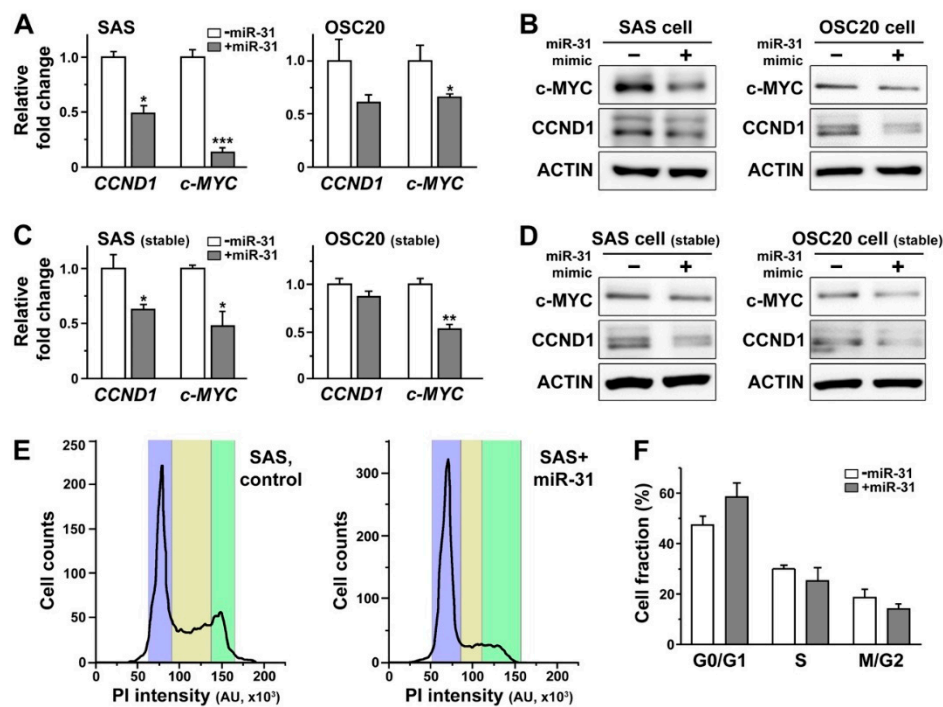 A
SAS
-miR-31
+miR-31
OSC20
Relative
fold change
1.0
0.5
0
*
***
CCND1
c-MYC
1.0
0.5
0
*
CCND1
c-MYC
B
SAS cell
OSC20 cell
miR-31
mimic
− +
miR-31
mimic
− +
c-MYC
CCND1
ACTIN
c-MYC
CCND1
ACTIN
C
SAS (stable)
-miR-31
+miR-31
OSC20 (stable)
Relative
fold change
1.0
0.5
0
*
*
CCND1
c-MYC
1.0
0.5
0
**
CCND1
c-MYC
D
SAS cell (stable)
OSC20 cell (stable)
miR-31
mimic
− +
miR-31
mimic
− +
c-MYC
CCND1
ACTIN
c-MYC
CCND1
ACTIN
E
SAS,
control
Cell counts
250
200
150
100
50
0
0 50 100 150 200
PI intensity (AU, x10³)
SAS+
miR-31
Cell counts
300
200
100
0
0 50 100 150 200
PI intensity (AU, x10³)
F
-miR-31
+miR-31
Cell fraction (%)
60
40
20
0
G0/G1 S M/G2